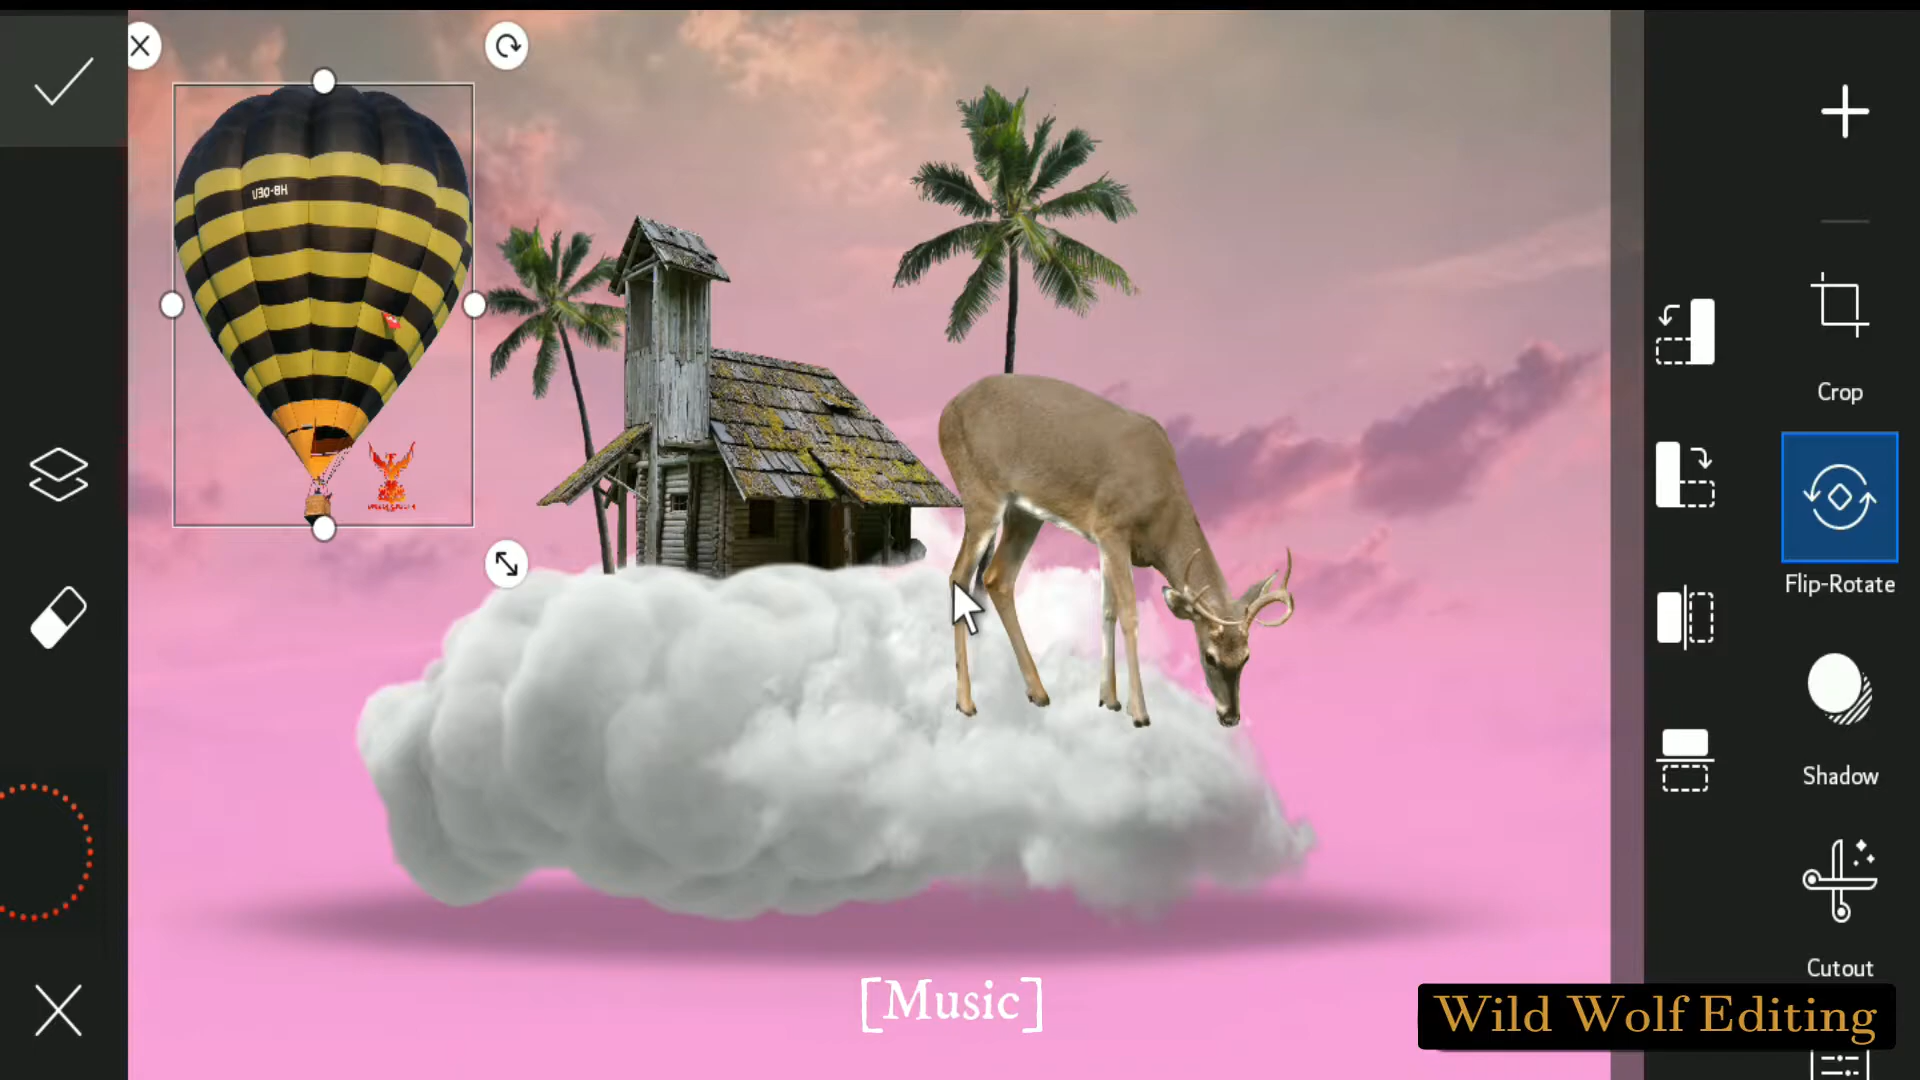 Crop
Flip-Rotate
Shadow
Cutout
[Music]
Wild Wolf Editing